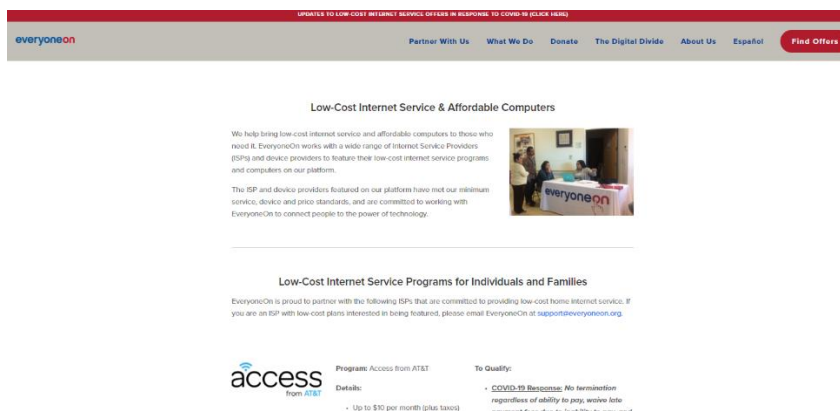 UPDATES TO LOW-COST INTERNET SERVICE OFFERS IN RESPONSE TO COVID-19 (CLICK HERE)
everyoneon
Partner With Us What We Do Donate The Digital Divide About Us Español Find Offers
Low-Cost Internet Service & Affordable Computers
We help bring low-cost internet service and affordable computers to those who
need it. EveryoneOn works with a wide range of Internet Service Providers
(ISPs) and device providers to feature their low-cost internet service programs
and computers on our platform.
The ISP and device providers featured on our platform have met our minimum
service, device and price standards, and are committed to working with
EveryoneOn to connect people to the power of technology.
everyoneon
Low-Cost Internet Service Programs for Individuals and Families
EveryoneOn is proud to partner with the following ISPs that are committed to providing low-cost home internet service. If
you are an ISP with low-cost plans interested in being featured, please email EveryoneOn at support@everyoneon.org.
access
from AT&T
Program: Access from AT&T
Details:
• Up to $10 per month (plus taxes)
To Qualify:
• COVID-19 Response: No termination
regardless of ability to pay, waive late